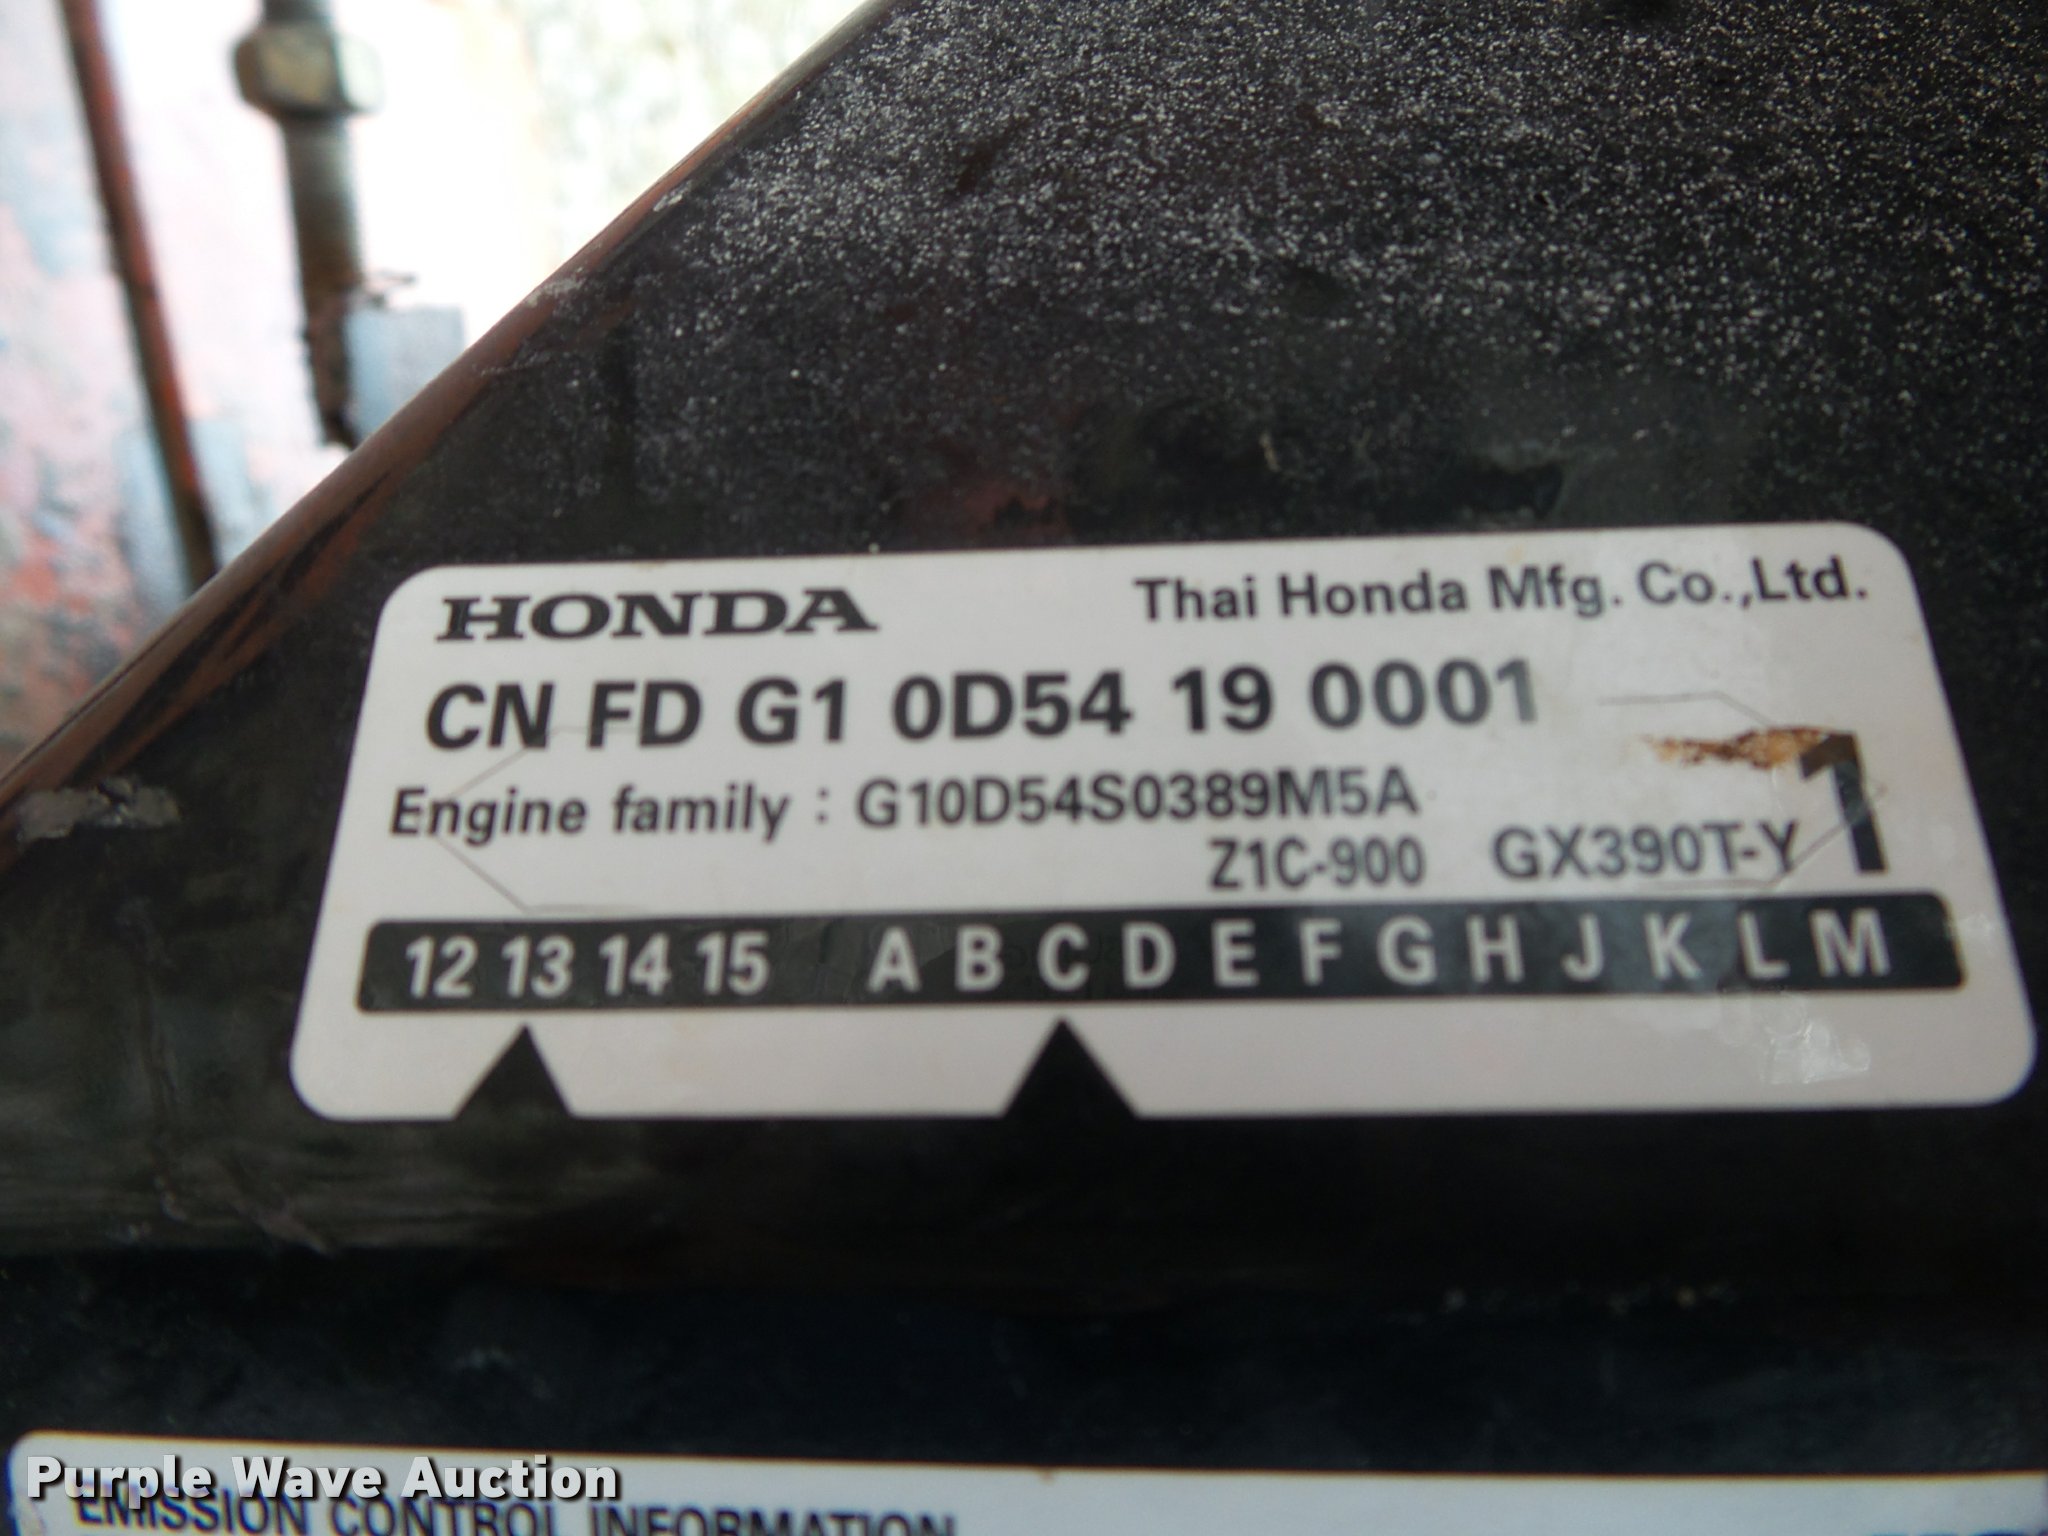 HONDA Thai Honda Mfg. Co.,Ltd.
CN FD G1 0D54 19 0001
Engine family : G10D54S0389M5A
1
Z1C-900 GX390T-Y
12 13 14 15 A B C D E F G H J K L M
Purple Wave Auction
EMISSION CONTROL INFORMATION